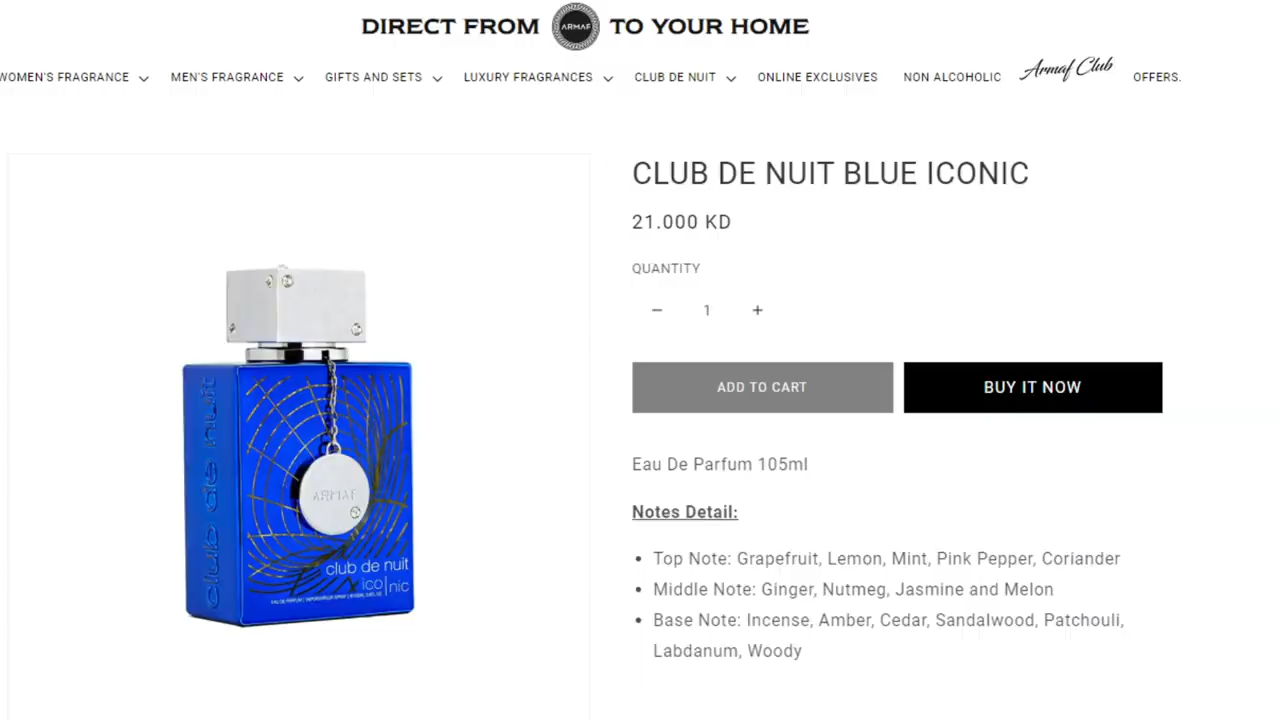 DIRECT FROM ARMAF TO YOUR HOME
WOMEN'S FRAGRANCE MEN'S FRAGRANCE GIFTS AND SETS LUXURY FRAGRANCES CLUB DE NUIT ONLINE EXCLUSIVES NON ALCOHOLIC Armaf Club OFFERS.
CLUB DE NUIT BLUE ICONIC
21.000 KD
QUANTITY
− 1 +
ADD TO CART BUY IT NOW
Eau De Parfum 105ml
Notes Detail:
• Top Note: Grapefruit, Lemon, Mint, Pink Pepper, Coriander
• Middle Note: Ginger, Nutmeg, Jasmine and Melon
• Base Note: Incense, Amber, Cedar, Sandalwood, Patchouli,
Labdanum, Woody
club de nuit
ARMAF
club de nuit
ico|nic